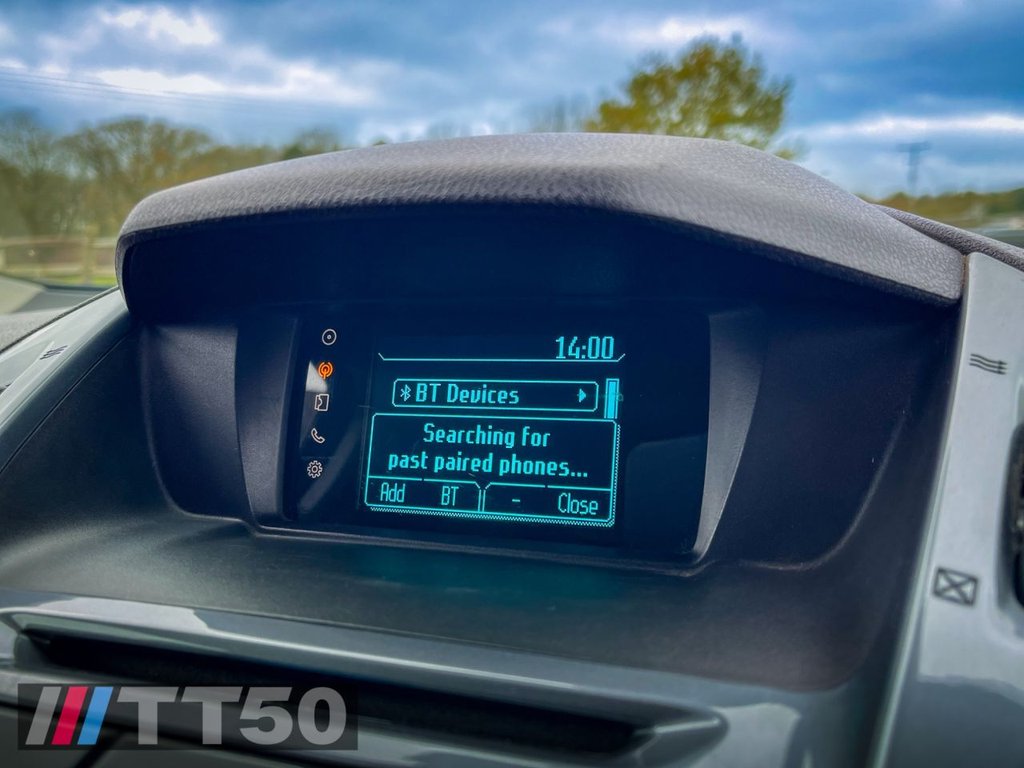 14:00
BT Devices
Searching for
past paired phones...
Add BT - Close
TT50